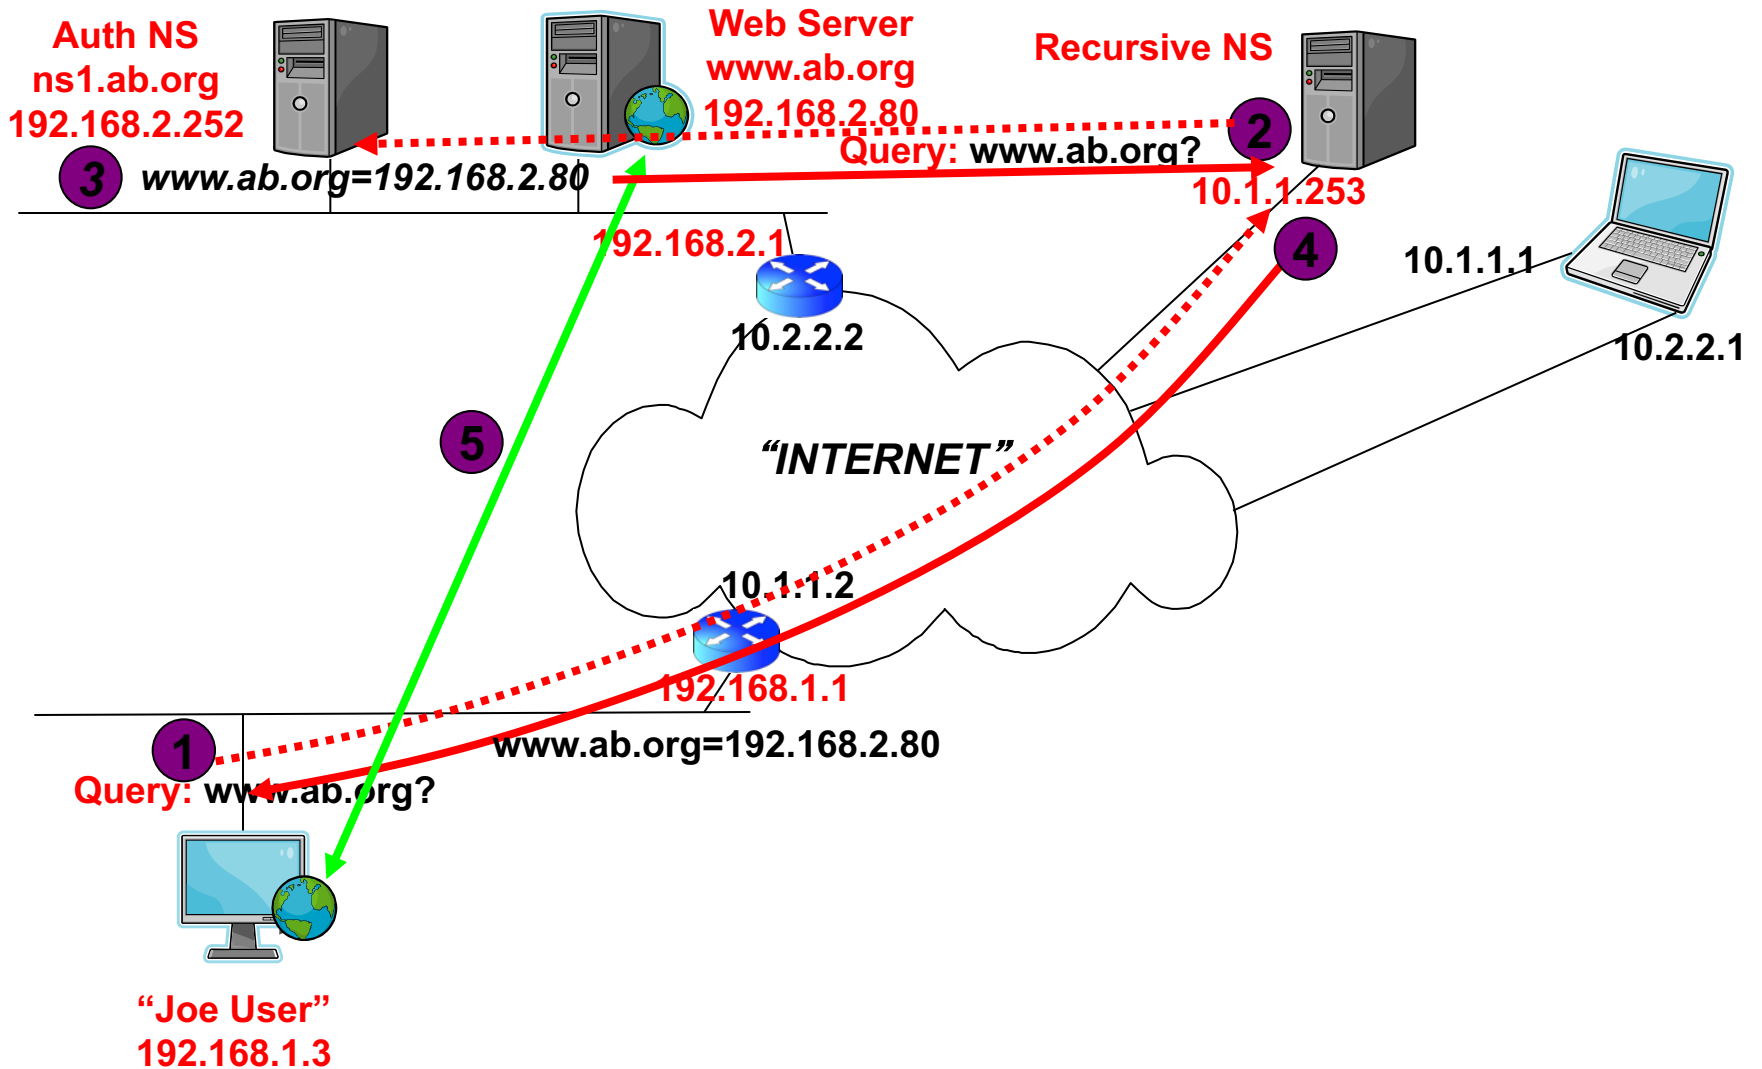 Auth NS
ns1.ab.org
192.168.2.252
Web Server
www.ab.org
192.168.2.80
Recursive NS
2
Query: www.ab.org?
3
www.ab.org=192.168.2.80
10.1.1.253
192.168.2.1
4
10.1.1.1
10.2.2.2
10.2.2.1
5
“INTERNET”
10.1.1.2
192.168.1.1
1
www.ab.org=192.168.2.80
Query: www.ab.org?
“Joe User”
192.168.1.3